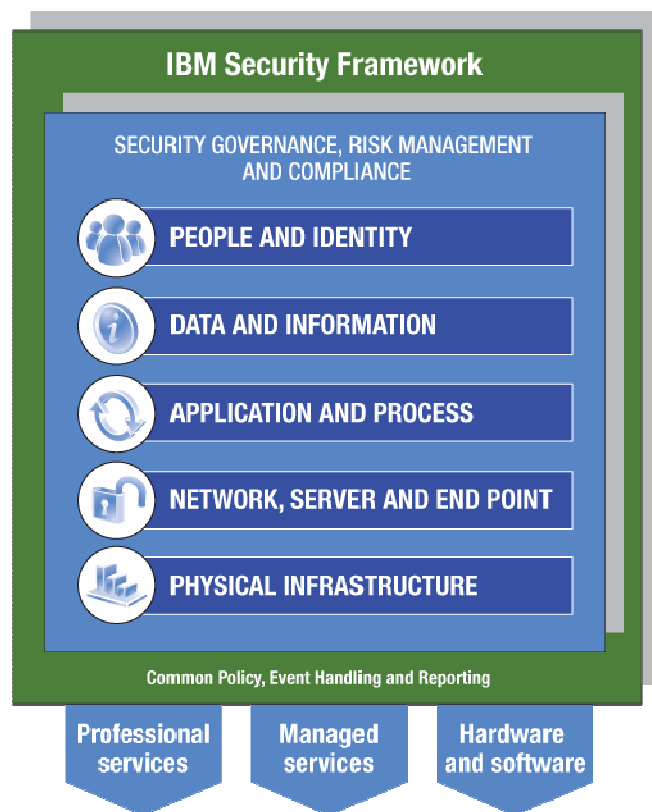 IBM Security Framework
SECURITY GOVERNANCE, RISK MANAGEMENT
AND COMPLIANCE
PEOPLE AND IDENTITY
DATA AND INFORMATION
APPLICATION AND PROCESS
NETWORK, SERVER AND END POINT
PHYSICAL INFRASTRUCTURE
Common Policy, Event Handling and Reporting
Professional
services
Managed
services
Hardware
and software